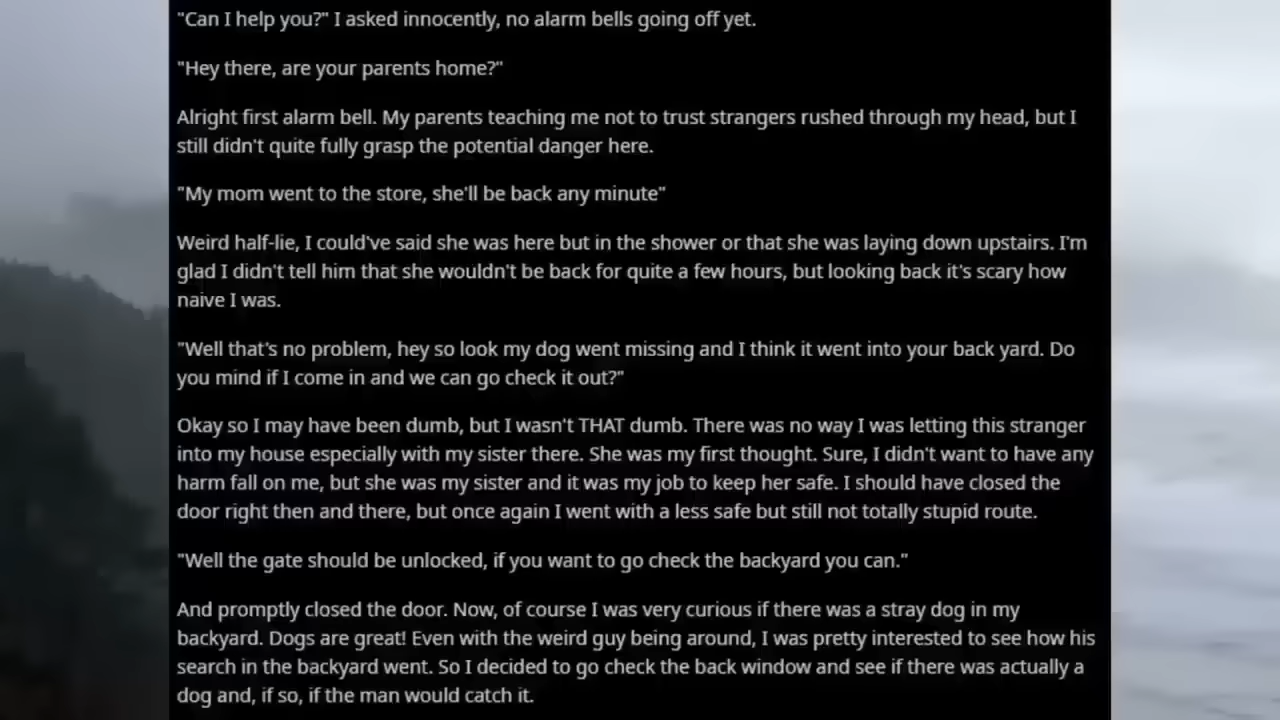 "Can I help you?" I asked innocently, no alarm bells going off yet.
"Hey there, are your parents home?"
Alright first alarm bell. My parents teaching me not to trust strangers rushed through my head, but I
still didn't quite fully grasp the potential danger here.
"My mom went to the store, she'll be back any minute"
Weird half-lie, I could've said she was here but in the shower or that she was laying down upstairs. I'm
glad I didn't tell him that she wouldn't be back for quite a few hours, but looking back it's scary how
naive I was.
"Well that's no problem, hey so look my dog went missing and I think it went into your back yard. Do
you mind if I come in and we can go check it out?"
Okay so I may have been dumb, but I wasn't THAT dumb. There was no way I was letting this stranger
into my house especially with my sister there. She was my first thought. Sure, I didn't want to have any
harm fall on me, but she was my sister and it was my job to keep her safe. I should have closed the
door right then and there, but once again I went with a less safe but still not totally stupid route.
"Well the gate should be unlocked, if you want to go check the backyard you can."
And promptly closed the door. Now, of course I was very curious if there was a stray dog in my
backyard. Dogs are great! Even with the weird guy being around, I was pretty interested to see how his
search in the backyard went. So I decided to go check the back window and see if there was actually a
dog and, if so, if the man would catch it.